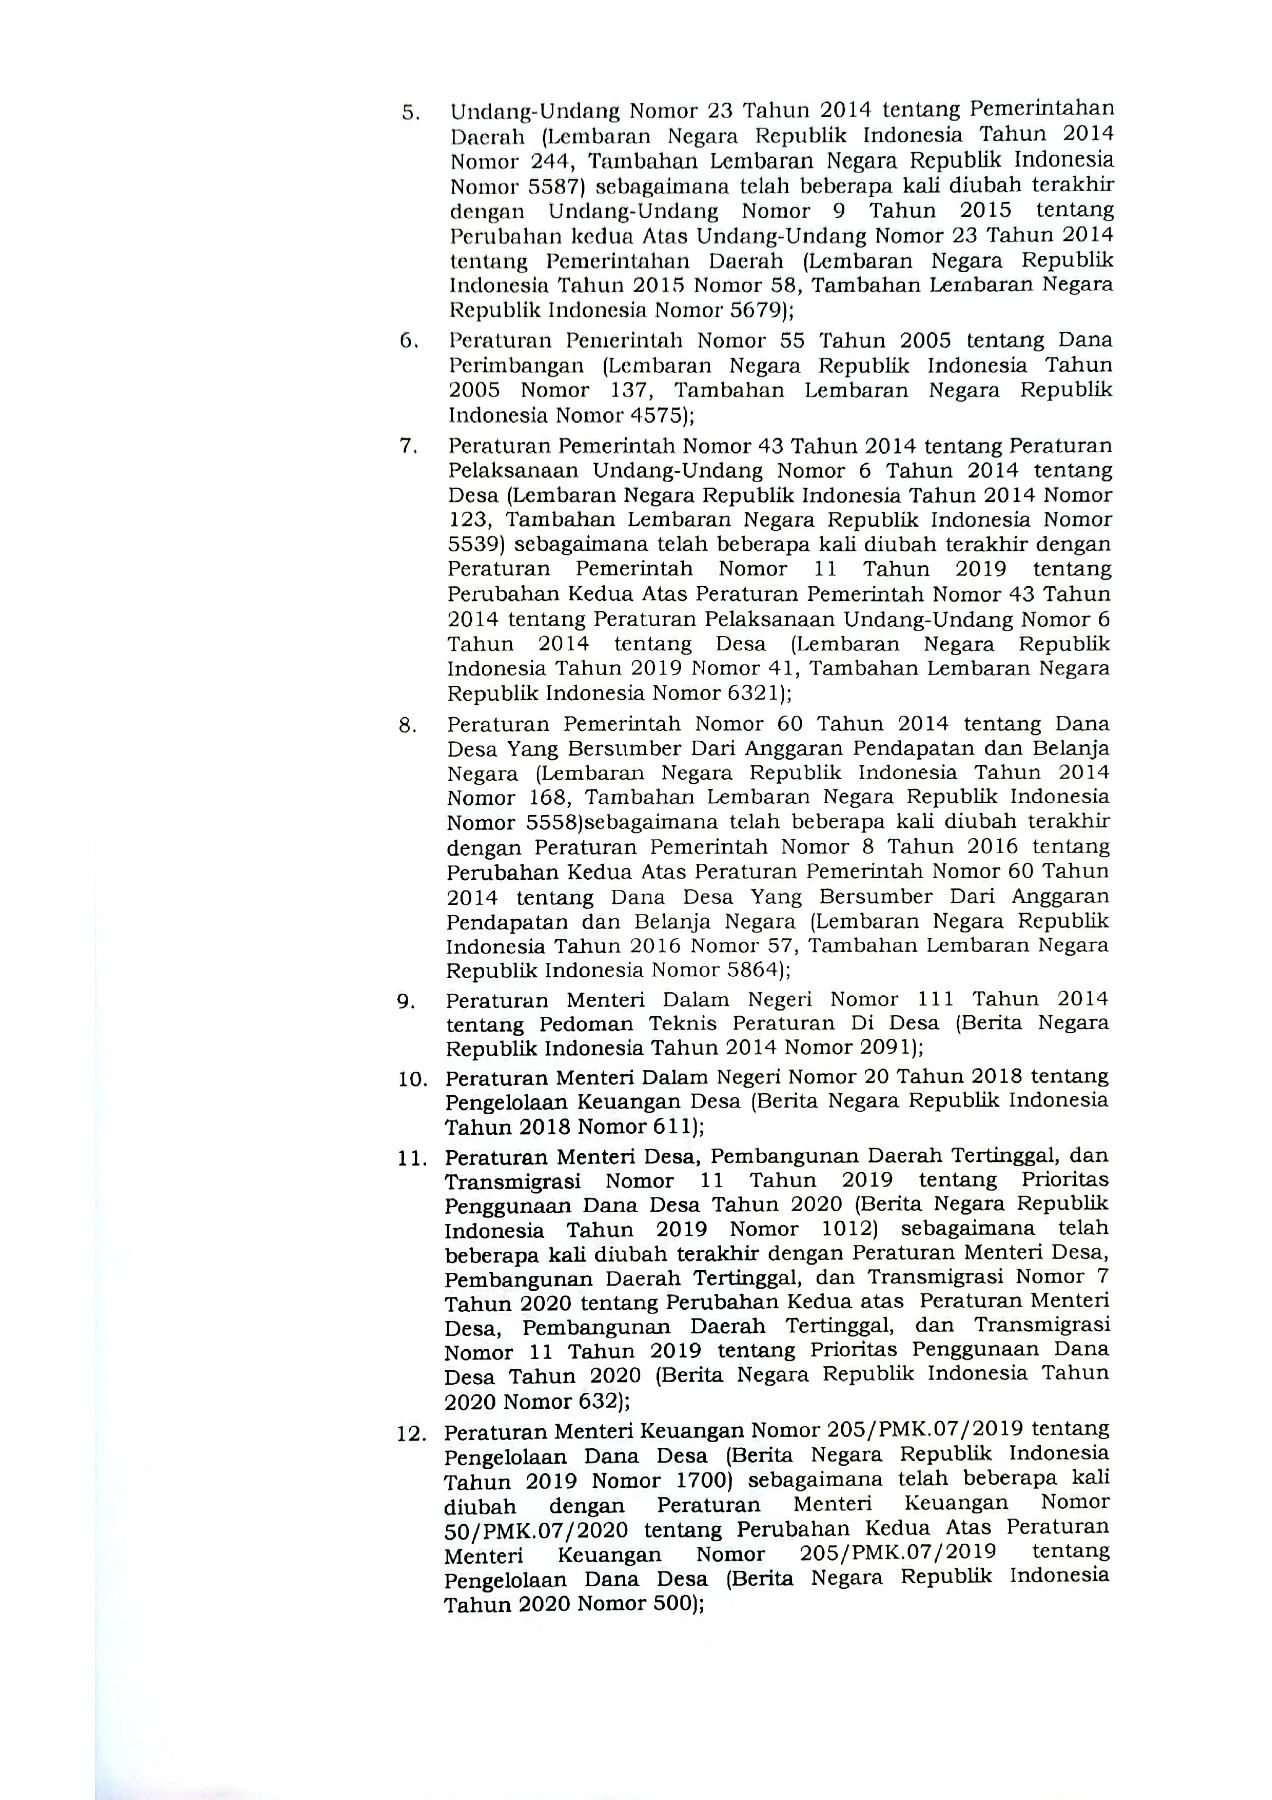 5. Undang-Undang Nomor 23 Tahun 2014 tentang Pemerintahan
Daerah (Lembaran Negara Republik Indonesia Tahun 2014
Nomor 244, Tambahan Lembaran Negara Republik Indonesia
Nomor 5587) sebagaimana telah beberapa kali diubah terakhir
dengan Undang-Undang Nomor 9 Tahun 2015 tentang
Perubahan kedua Atas Undang-Undang Nomor 23 Tahun 2014
tentang Pemerintahan Daerah (Lembaran Negara Republik
Indonesia Tahun 2015 Nomor 58, Tambahan Lembaran Negara
Republik Indonesia Nomor 5679);
6. Peraturan Pemerintah Nomor 55 Tahun 2005 tentang Dana
Perimbangan (Lembaran Negara Republik Indonesia Tahun
2005 Nomor 137, Tambahan Lembaran Negara Republik
Indonesia Nomor 4575);
7. Peraturan Pemerintah Nomor 43 Tahun 2014 tentang Peraturan
Pelaksanaan Undang-Undang Nomor 6 Tahun 2014 tentang
Desa (Lembaran Negara Republik Indonesia Tahun 2014 Nomor
123, Tambahan Lembaran Negara Republik Indonesia Nomor
5539) sebagaimana telah beberapa kali diubah terakhir dengan
Peraturan Pemerintah Nomor 11 Tahun 2019 tentang
Perubahan Kedua Atas Peraturan Pemerintah Nomor 43 Tahun
2014 tentang Peraturan Pelaksanaan Undang-Undang Nomor 6
Tahun 2014 tentang Desa (Lembaran Negara Republik
Indonesia Tahun 2019 Nomor 41, Tambahan Lembaran Negara
Republik Indonesia Nomor 6321);
8. Peraturan Pemerintah Nomor 60 Tahun 2014 tentang Dana
Desa Yang Bersumber Dari Anggaran Pendapatan dan Belanja
Negara (Lembaran Negara Republik Indonesia Tahun 2014
Nomor 168, Tambahan Lembaran Negara Republik Indonesia
Nomor 5558)sebagaimana telah beberapa kali diubah terakhir
dengan Peraturan Pemerintah Nomor 8 Tahun 2016 tentang
Perubahan Kedua Atas Peraturan Pemerintah Nomor 60 Tahun
2014 tentang Dana Desa Yang Bersumber Dari Anggaran
Pendapatan dan Belanja Negara (Lembaran Negara Republik
Indonesia Tahun 2016 Nomor 57, Tambahan Lembaran Negara
Republik Indonesia Nomor 5864);
9. Peraturan Menteri Dalam Negeri Nomor 111 Tahun 2014
tentang Pedoman Teknis Peraturan Di Desa (Berita Negara
Republik Indonesia Tahun 2014 Nomor 2091);
10. Peraturan Menteri Dalam Negeri Nomor 20 Tahun 2018 tentang
Pengelolaan Keuangan Desa (Berita Negara Republik Indonesia
Tahun 2018 Nomor 611);
11. Peraturan Menteri Desa, Pembangunan Daerah Tertinggal, dan
Transmigrasi Nomor 11 Tahun 2019 tentang Prioritas
Penggunaan Dana Desa Tahun 2020 (Berita Negara Republik
Indonesia Tahun 2019 Nomor 1012) sebagaimana telah
beberapa kali diubah terakhir dengan Peraturan Menteri Desa,
Pembangunan Daerah Tertinggal, dan Transmigrasi Nomor 7
Tahun 2020 tentang Perubahan Kedua atas Peraturan Menteri
Desa, Pembangunan Daerah Tertinggal, dan Transmigrasi
Nomor 11 Tahun 2019 tentang Prioritas Penggunaan Dana
Desa Tahun 2020 (Berita Negara Republik Indonesia Tahun
2020 Nomor 632);
12. Peraturan Menteri Keuangan Nomor 205/PMK.07/2019 tentang
Pengelolaan Dana Desa (Berita Negara Republik Indonesia
Tahun 2019 Nomor 1700) sebagaimana telah beberapa kali
diubah dengan Peraturan Menteri Keuangan Nomor
50/PMK.07/2020 tentang Perubahan Kedua Atas Peraturan
Menteri Keuangan Nomor 205/PMK.07/2019 tentang
Pengelolaan Dana Desa (Berita Negara Republik Indonesia
Tahun 2020 Nomor 500);